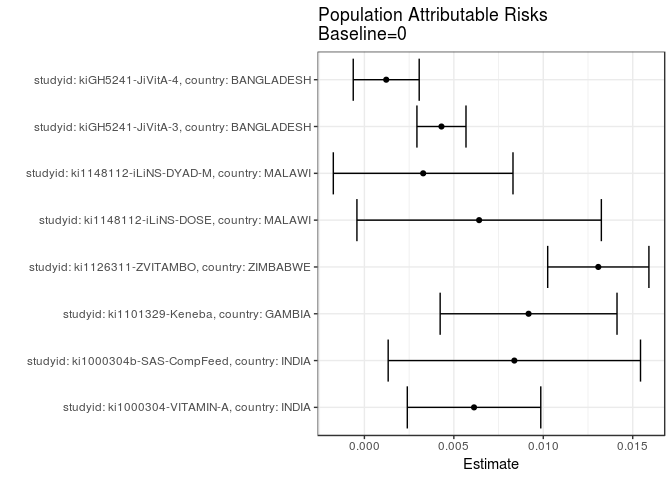 Population Attributable Risks
Baseline=0
studyid: kiGH5241-JiVitA-4, country: BANGLADESH
studyid: kiGH5241-JiVitA-3, country: BANGLADESH
studyid: ki1148112-iLiNS-DYAD-M, country: MALAWI
studyid: ki1148112-iLiNS-DOSE, country: MALAWI
studyid: ki1126311-ZVITAMBO, country: ZIMBABWE
studyid: ki1101329-Keneba, country: GAMBIA
studyid: ki1000304b-SAS-CompFeed, country: INDIA
studyid: ki1000304-VITAMIN-A, country: INDIA
0.000 0.005 0.010 0.015
Estimate